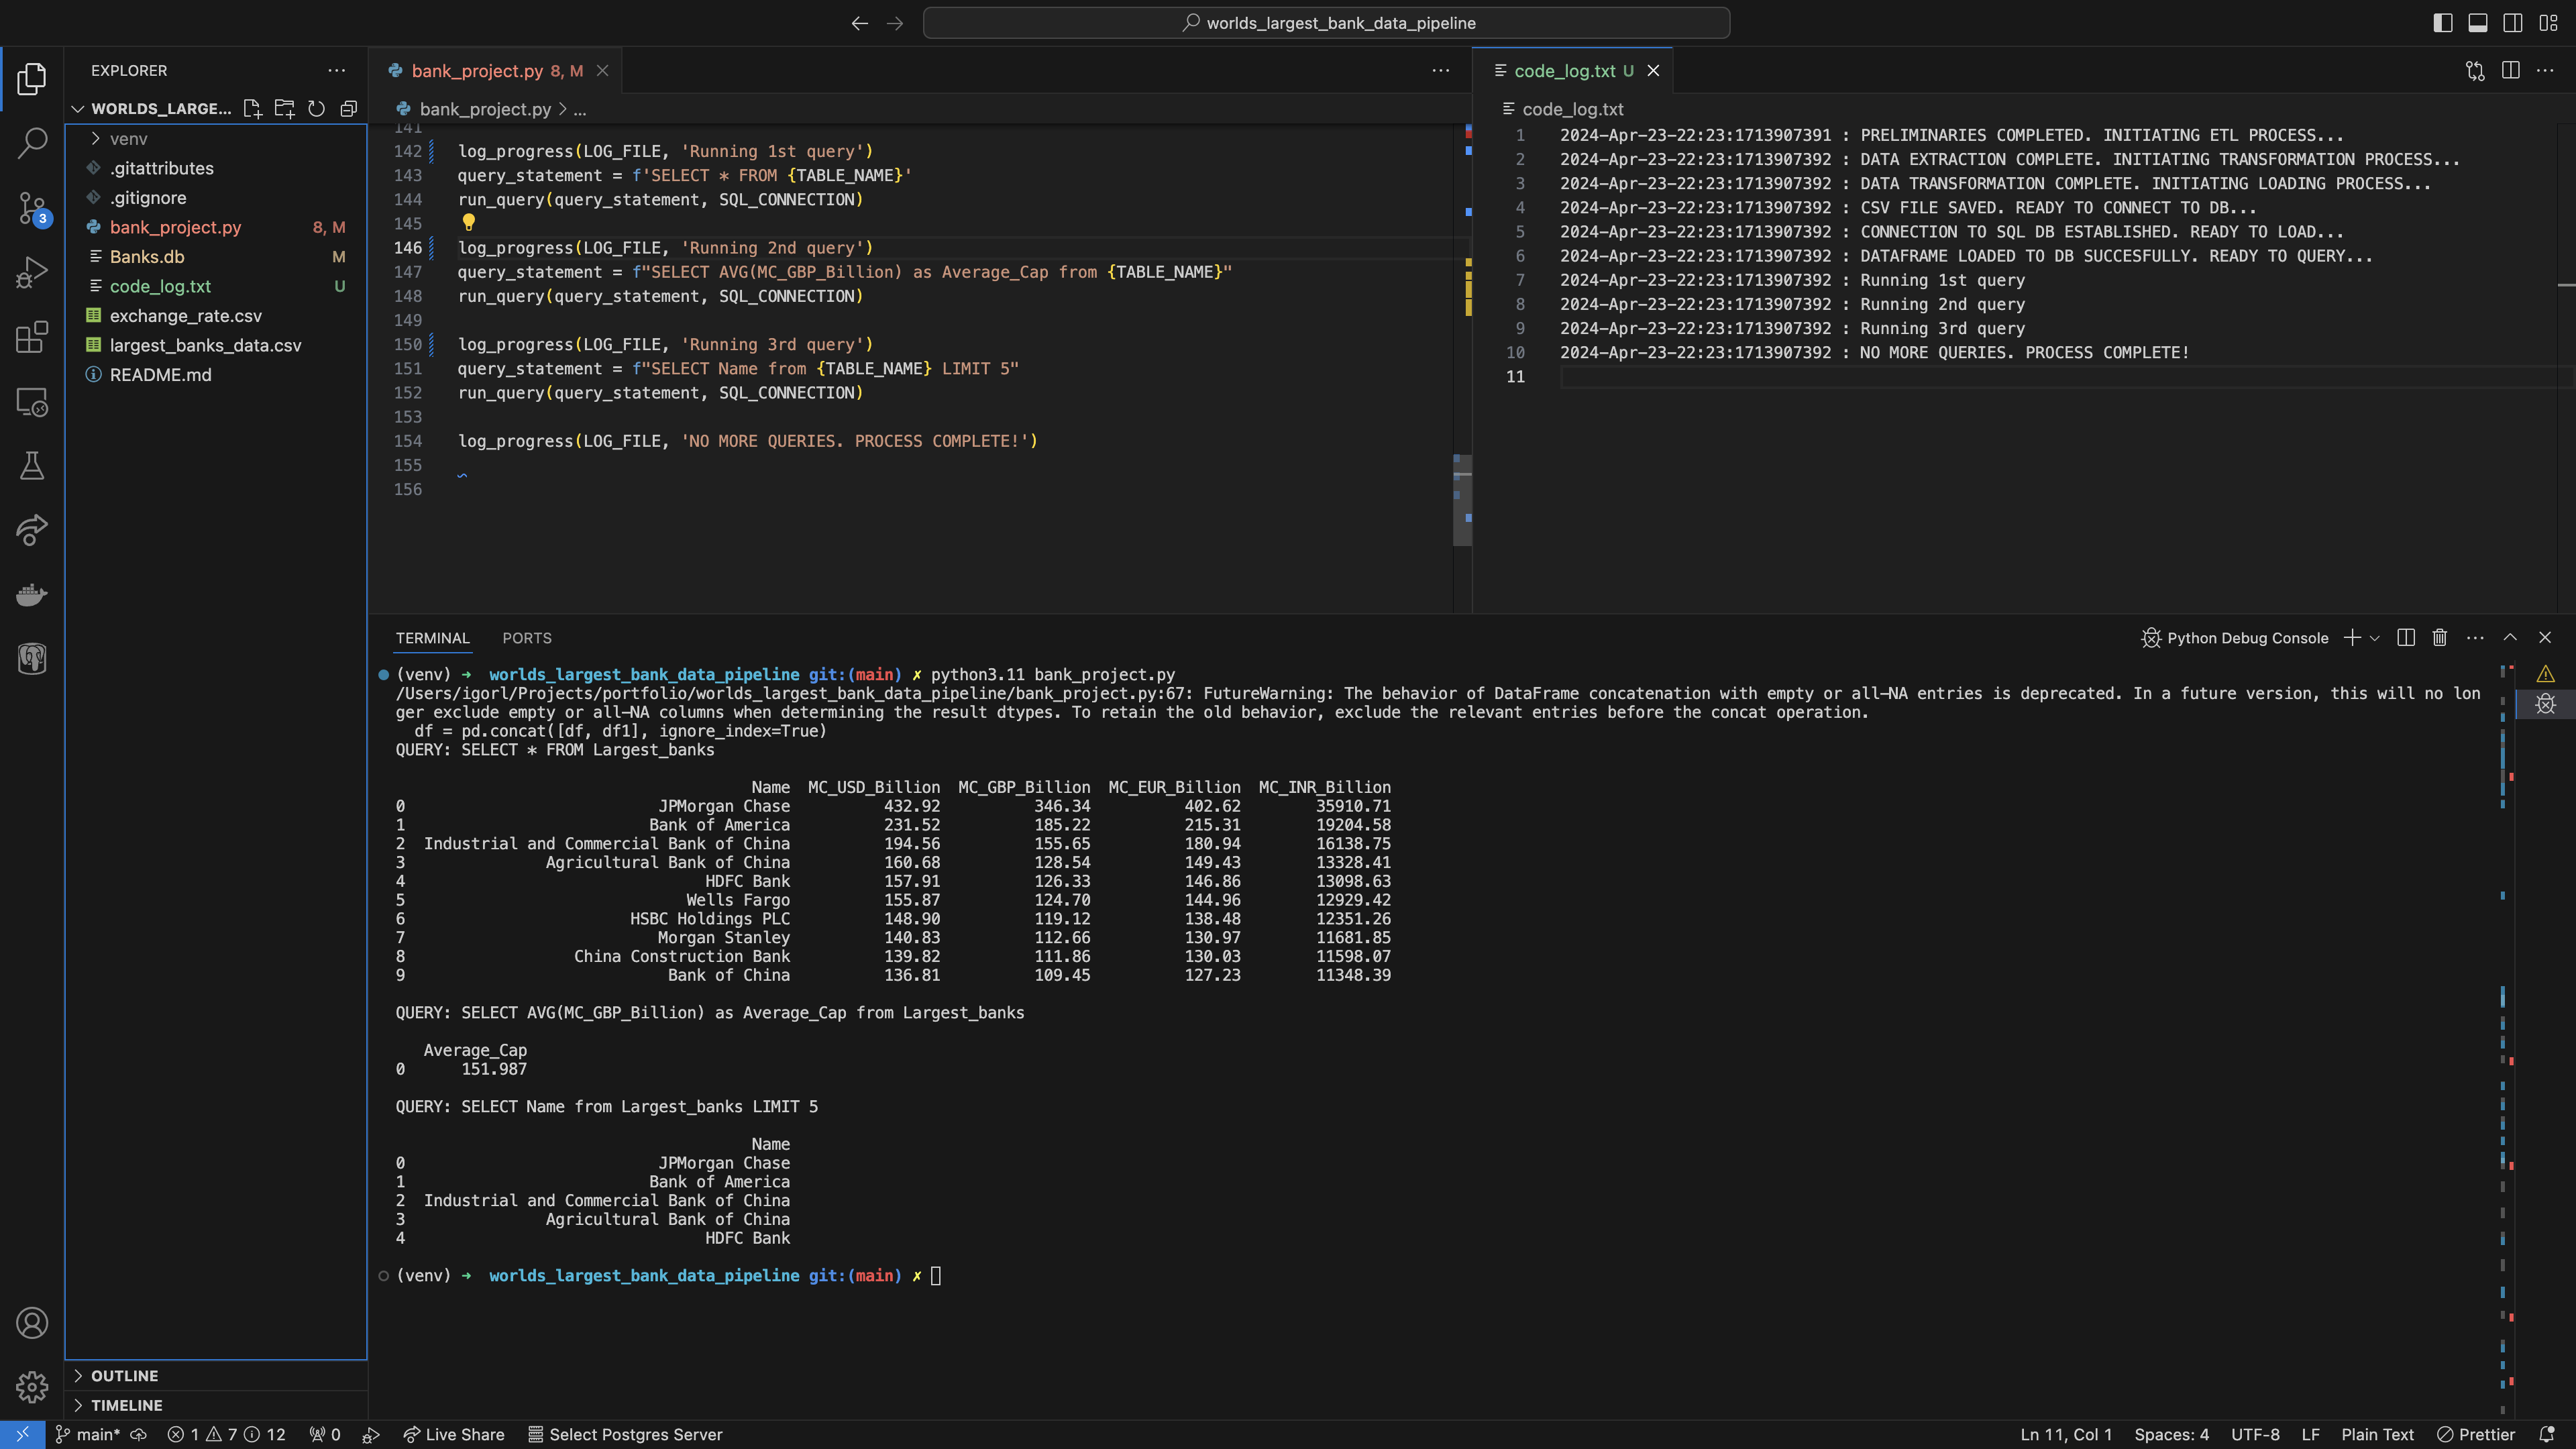 worlds_largest_bank_data_pipeline
EXPLORER
WORLDS_LARGE...
venv
.gitattributes
.gitignore
bank_project.py 8, M
Banks.db M
code_log.txt U
exchange_rate.csv
largest_banks_data.csv
README.md
OUTLINE
TIMELINE
3
bank_project.py 8, M
bank_project.py > ...
141
142 log_progress(LOG_FILE, 'Running 1st query')
143 query_statement = f'SELECT * FROM {TABLE_NAME}'
144 run_query(query_statement, SQL_CONNECTION)
145
146 log_progress(LOG_FILE, 'Running 2nd query')
147 query_statement = f"SELECT AVG(MC_GBP_Billion) as Average_Cap from {TABLE_NAME}"
148 run_query(query_statement, SQL_CONNECTION)
149
150 log_progress(LOG_FILE, 'Running 3rd query')
151 query_statement = f"SELECT Name from {TABLE_NAME} LIMIT 5"
152 run_query(query_statement, SQL_CONNECTION)
153
154 log_progress(LOG_FILE, 'NO MORE QUERIES. PROCESS COMPLETE!')
155
156
code_log.txt U
code_log.txt
1 2024-Apr-23-22:23:1713907391 : PRELIMINARIES COMPLETED. INITIATING ETL PROCESS...
2 2024-Apr-23-22:23:1713907392 : DATA EXTRACTION COMPLETE. INITIATING TRANSFORMATION PROCESS...
3 2024-Apr-23-22:23:1713907392 : DATA TRANSFORMATION COMPLETE. INITIATING LOADING PROCESS...
4 2024-Apr-23-22:23:1713907392 : CSV FILE SAVED. READY TO CONNECT TO DB...
5 2024-Apr-23-22:23:1713907392 : CONNECTION TO SQL DB ESTABLISHED. READY TO LOAD...
6 2024-Apr-23-22:23:1713907392 : DATAFRAME LOADED TO DB SUCCESFULLY. READY TO QUERY...
7 2024-Apr-23-22:23:1713907392 : Running 1st query
8 2024-Apr-23-22:23:1713907392 : Running 2nd query
9 2024-Apr-23-22:23:1713907392 : Running 3rd query
10 2024-Apr-23-22:23:1713907392 : NO MORE QUERIES. PROCESS COMPLETE!
11
TERMINAL PORTS
Python Debug Console
(venv) ➜ worlds_largest_bank_data_pipeline git:(main) ✗ python3.11 bank_project.py
/Users/igorl/Projects/portfolio/worlds_largest_bank_data_pipeline/bank_project.py:67: FutureWarning: The behavior of DataFrame concatenation with empty or all-NA entries is deprecated. In a future version, this will no lon
ger exclude empty or all-NA columns when determining the result dtypes. To retain the old behavior, exclude the relevant entries before the concat operation.
df = pd.concat([df, df1], ignore_index=True)
QUERY: SELECT * FROM Largest_banks
Name MC_USD_Billion MC_GBP_Billion MC_EUR_Billion MC_INR_Billion
0 JPMorgan Chase 432.92 346.34 402.62 35910.71
1 Bank of America 231.52 185.22 215.31 19204.58
2 Industrial and Commercial Bank of China 194.56 155.65 180.94 16138.75
3 Agricultural Bank of China 160.68 128.54 149.43 13328.41
4 HDFC Bank 157.91 126.33 146.86 13098.63
5 Wells Fargo 155.87 124.70 144.96 12929.42
6 HSBC Holdings PLC 148.90 119.12 138.48 12351.26
7 Morgan Stanley 140.83 112.66 130.97 11681.85
8 China Construction Bank 139.82 111.86 130.03 11598.07
9 Bank of China 136.81 109.45 127.23 11348.39
QUERY: SELECT AVG(MC_GBP_Billion) as Average_Cap from Largest_banks
Average_Cap
0 151.987
QUERY: SELECT Name from Largest_banks LIMIT 5
Name
0 JPMorgan Chase
1 Bank of America
2 Industrial and Commercial Bank of China
3 Agricultural Bank of China
4 HDFC Bank
(venv) ➜ worlds_largest_bank_data_pipeline git:(main) ✗
main* 1 7 12 0 Live Share Select Postgres Server Ln 11, Col 1 Spaces: 4 UTF-8 LF Plain Text Prettier